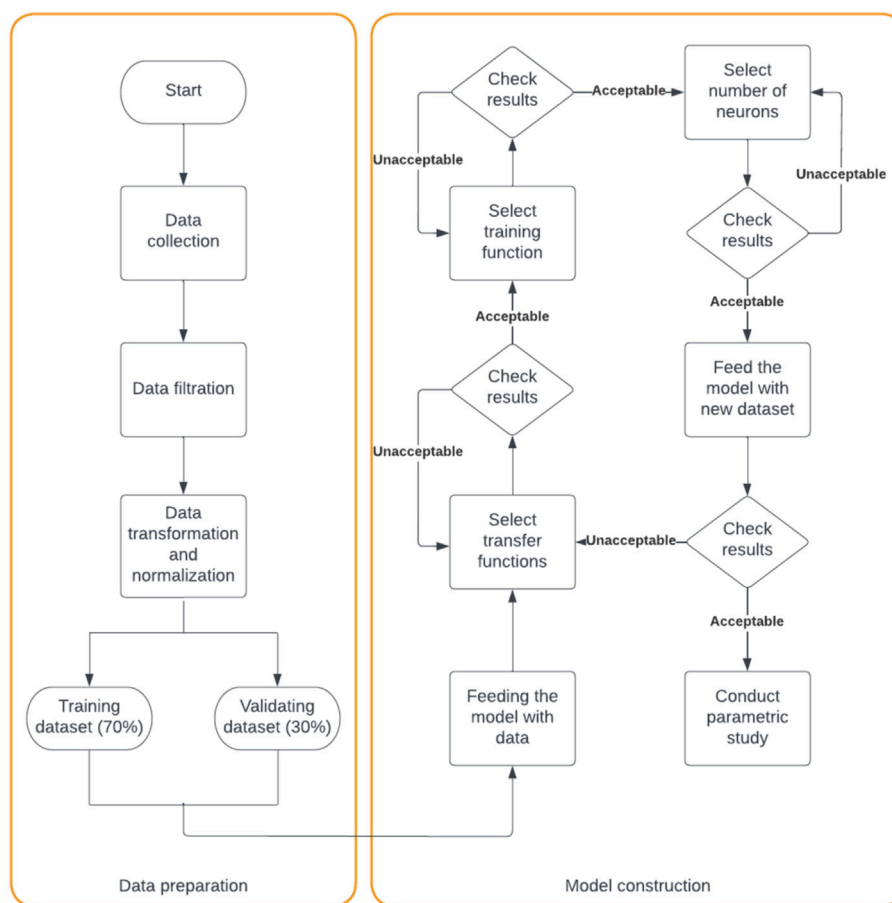 Start
Data
collection
Data filtration
Data
transformation
and
normalization
Training
dataset (70%)
Validating
dataset (30%)
Data preparation
Check
results
Acceptable
Unacceptable
Select
training
function
Acceptable
Check
results
Unacceptable
Select
transfer
functions
Feeding the
model with
data
Select
number of
neurons
Unacceptable
Check
results
Acceptable
Feed the
model with
new dataset
Check
results
Unacceptable
Acceptable
Conduct
parametric
study
Model construction